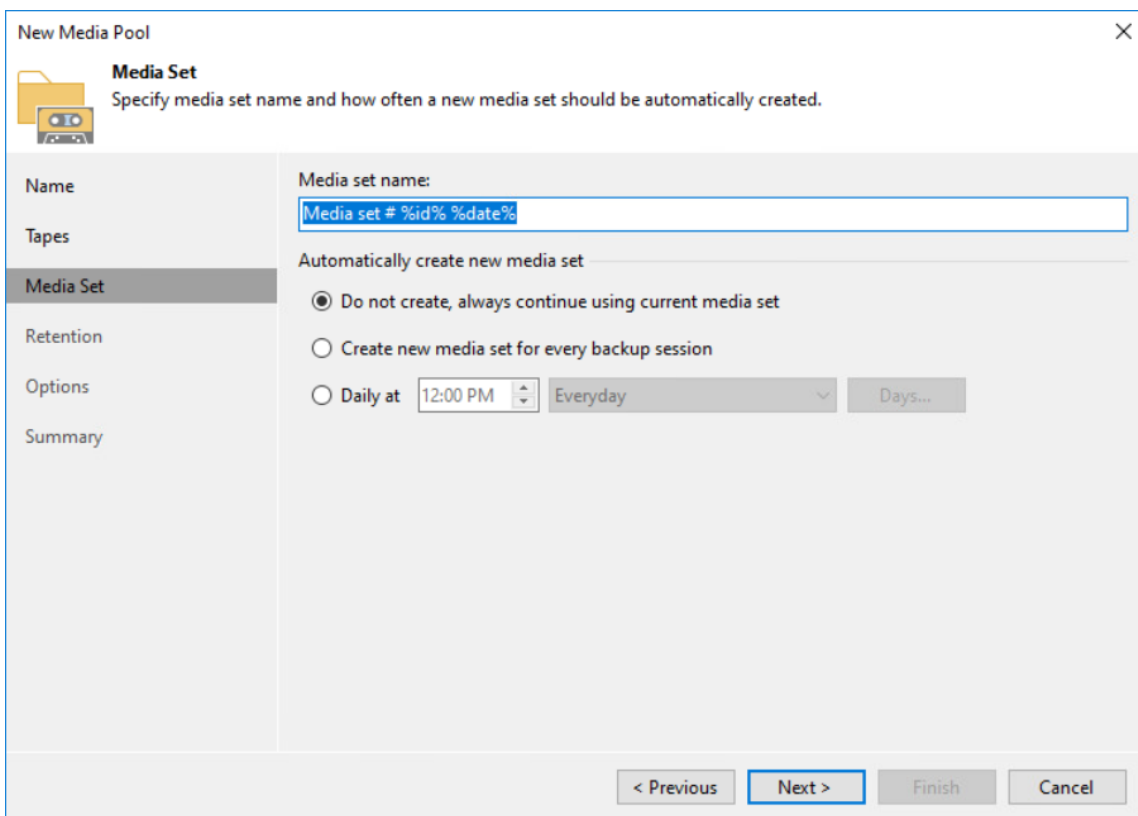 New Media Pool
Media Set
Specify media set name and how often a new media set should be automatically created.
Name
Tapes
Media Set
Retention
Options
Summary
Media set name:
Media set # %id% %date%
Automatically create new media set
Do not create, always continue using current media set
Create new media set for every backup session
Daily at 12:00 PM Everyday Days...
< Previous Next > Finish Cancel